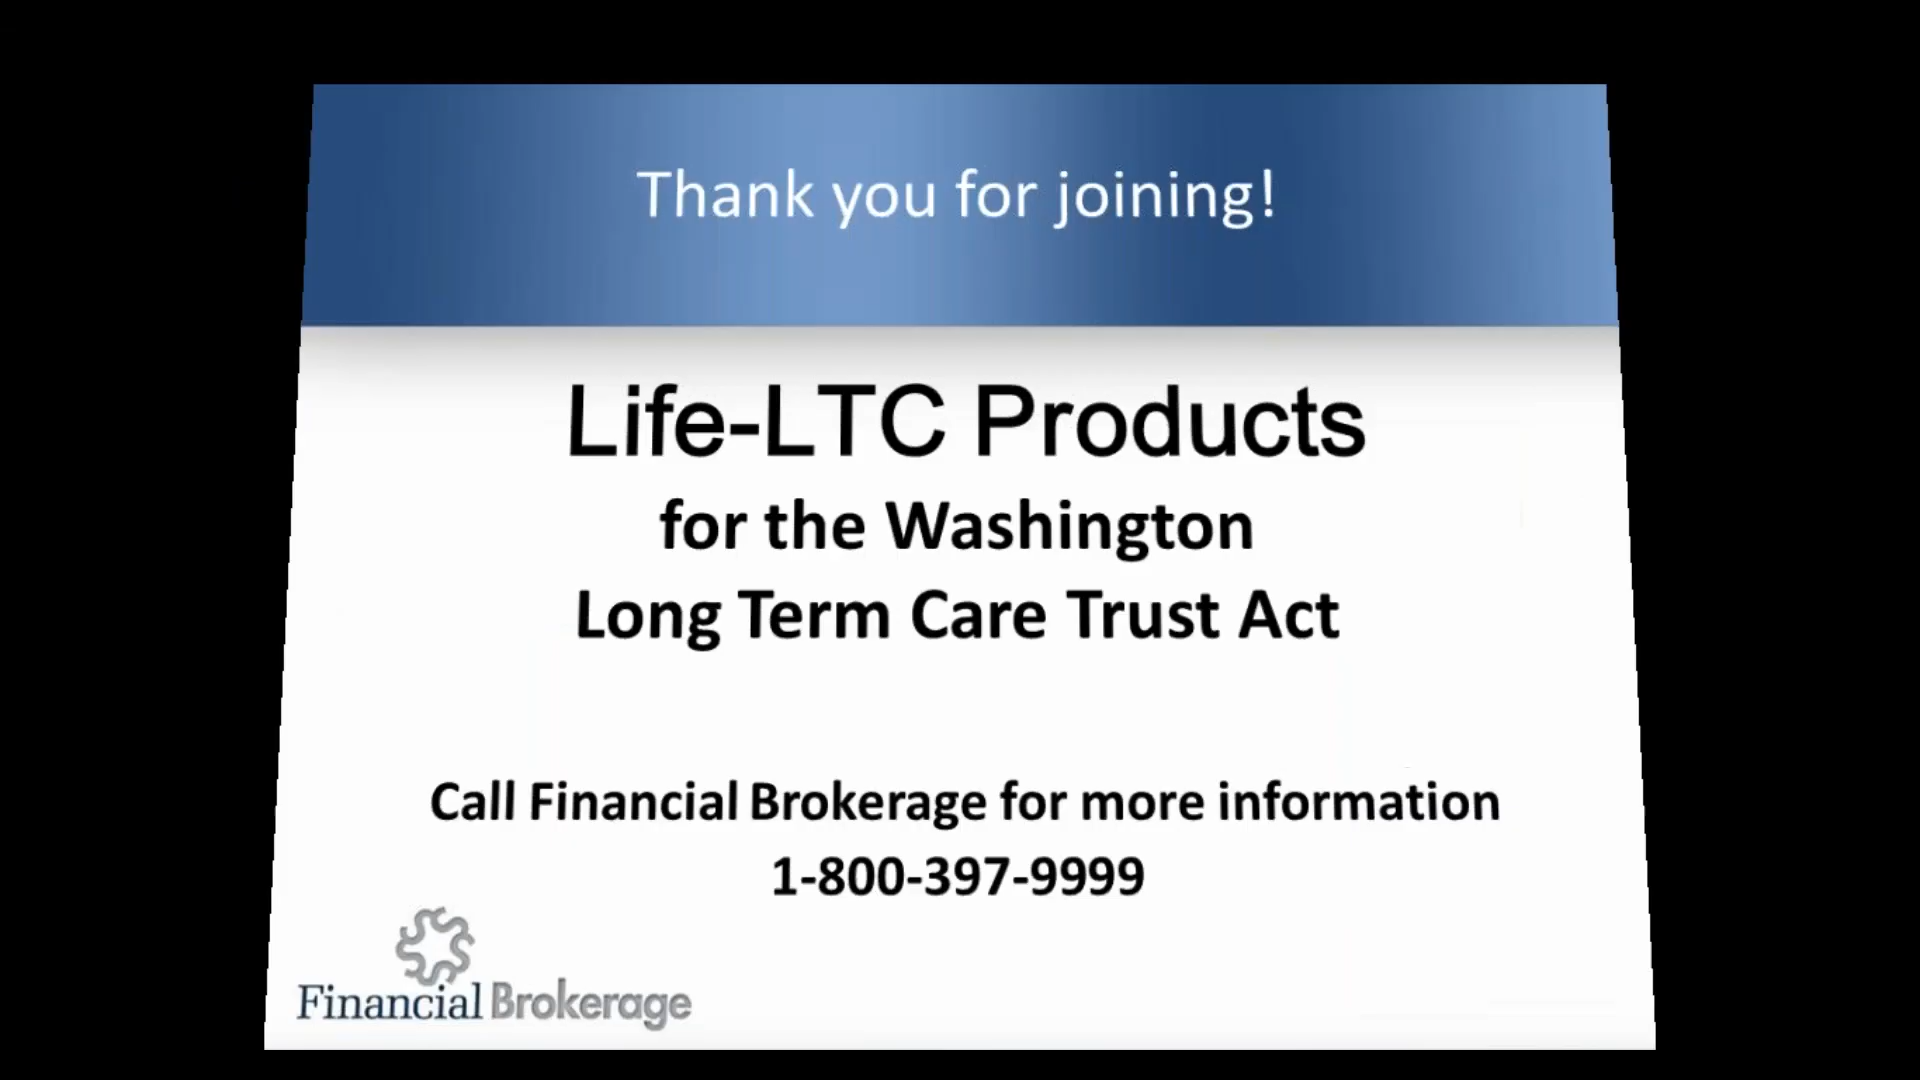 Thank you for joining!
Life-LTC Products
for the Washington
Long Term Care Trust Act
Call Financial Brokerage for more information
1-800-397-9999
Financial Brokerage